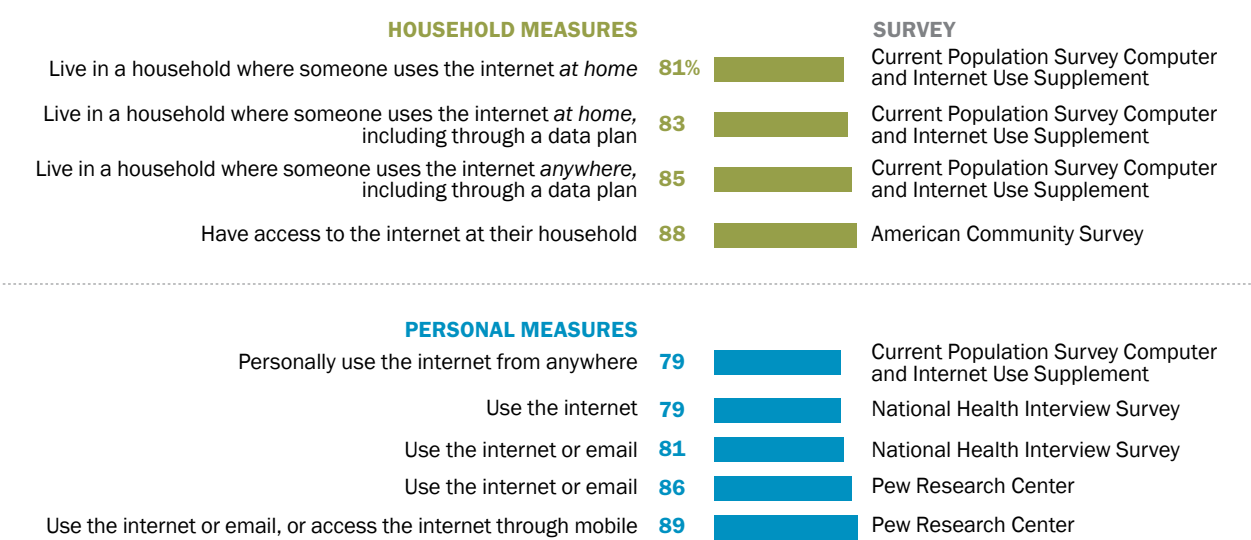 HOUSEHOLD MEASURES SURVEY
Live in a household where someone uses the internet at home 81% Current Population Survey Computer
and Internet Use Supplement
Live in a household where someone uses the internet at home,
including through a data plan 83 Current Population Survey Computer
and Internet Use Supplement
Live in a household where someone uses the internet anywhere,
including through a data plan 85 Current Population Survey Computer
and Internet Use Supplement
Have access to the internet at their household 88 American Community Survey
PERSONAL MEASURES
Personally use the internet from anywhere 79 Current Population Survey Computer
and Internet Use Supplement
Use the internet 79 National Health Interview Survey
Use the internet or email 81 National Health Interview Survey
Use the internet or email 86 Pew Research Center
Use the internet or email, or access the internet through mobile 89 Pew Research Center